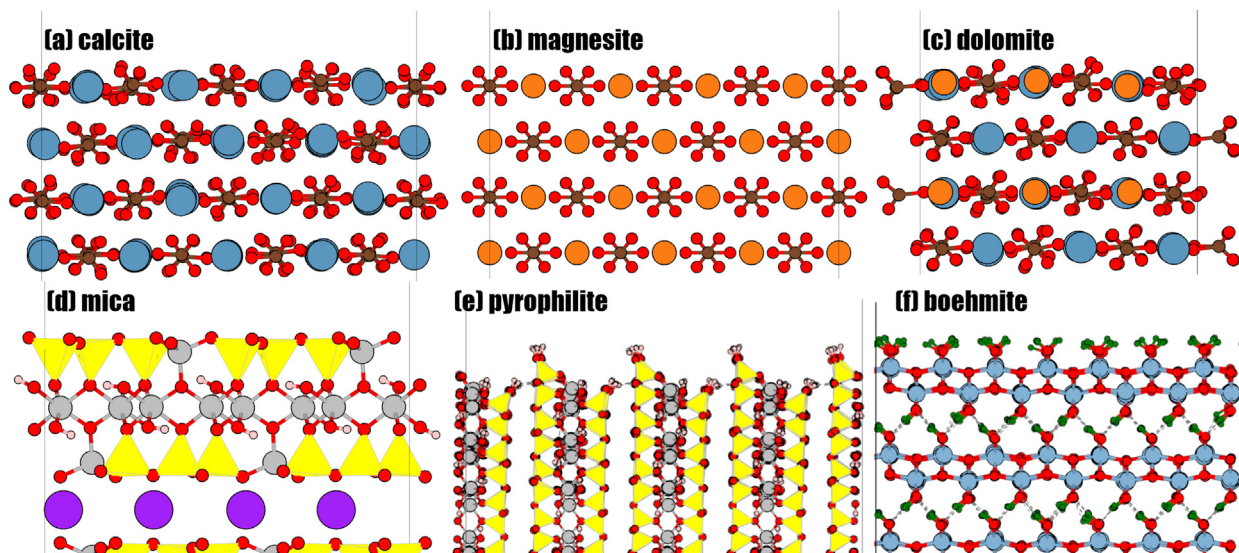 (a) calcite
(b) magnesite
(c) dolomite
(d) mica
(e) pyrophilite
(f) boehmite